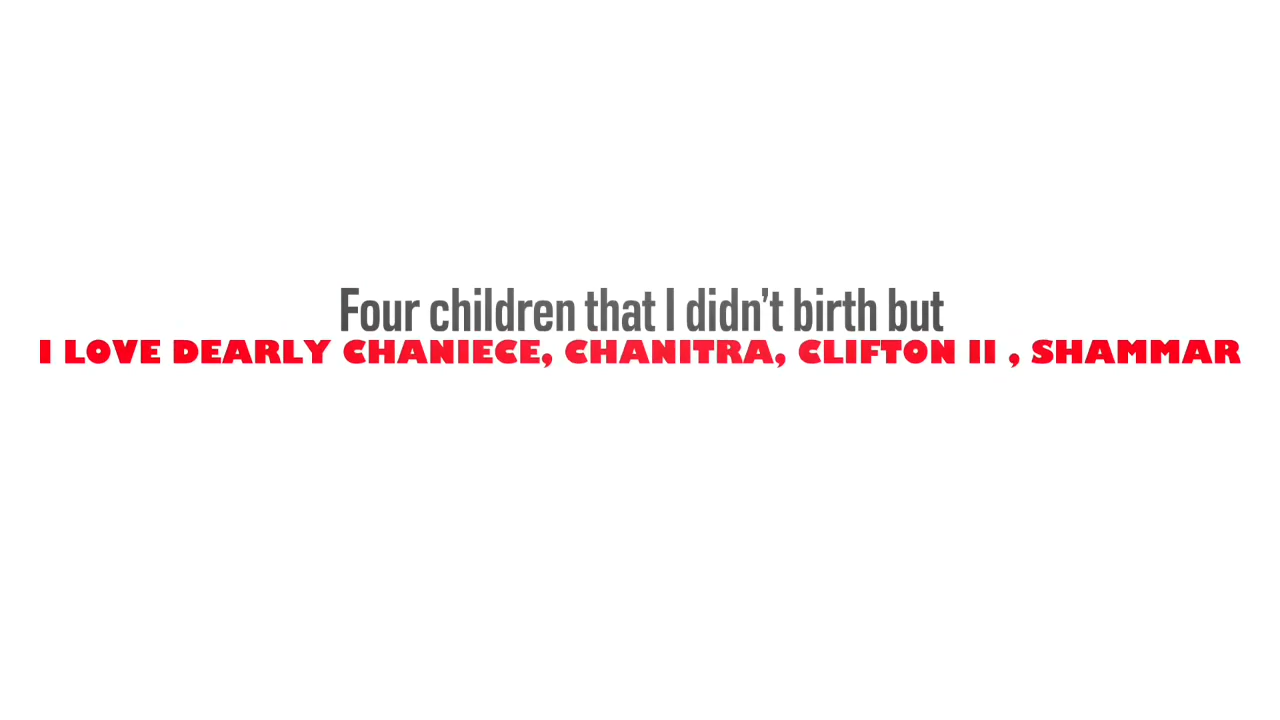 Four children that I didn't birth but
I LOVE DEARLY CHANIECE, CHANITRA, CLIFTON II , SHAMMAR